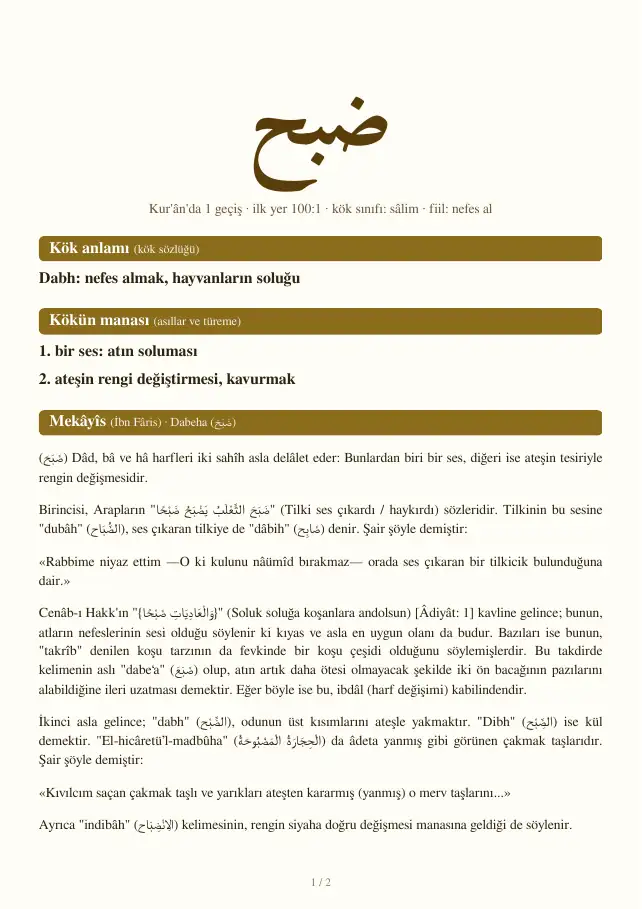 ضبح
Kur'ân'da 1 geçiş · ilk yer 100:1 · kök sınıfı: sâlim · fiil: nefes al
Kök anlamı (kök sözlüğü)
Dabh: nefes almak, hayvanların soluğu
Kökün manası (asıllar ve türeme)
1. bir ses: atın soluması
2. ateşin rengi değiştirmesi, kavurmak
Mekâyîs (İbn Fâris) · Dabeha (ضَبَحَ)
(ضَبَحَ) Dâd, bâ ve hâ harfleri iki sahîh asla delâlet eder: Bunlardan biri bir ses, diğeri ise ateşin tesiriyle
rengin değişmesidir.
Birincisi, Arapların "ضَبَحَ الثَّعْلَبُ يَضْبَحُ ضَبْحًا" (Tilki ses çıkardı / haykırdı) sözleridir. Tilkinin bu sesine
"dubâh" (الضُّبَاح), ses çıkaran tilkiye de "dâbih" (ضَابِح) denir. Şair şöyle demiştir:
«Rabbime niyaz ettim —O ki kulunu nâümîd bırakmaz— orada ses çıkaran bir tilkicik bulunduğuna
dair.»
Cenâb-ı Hakk'ın "{وَالْعَادِيَاتِ ضَبْحًا}" (Soluk soluğa koşanlara andolsun) [Âdiyât: 1] kavline gelince; bunun,
atların nefeslerinin sesi olduğu söylenir ki kıyas ve asla en uygun olanı da budur. Bazıları ise bunun,
"takrîb" denilen koşu tarzının da fevkinde bir koşu çeşidi olduğunu söylemişlerdir. Bu takdirde
kelimenin aslı "dabe‘a" (ضَبَعَ) olup, atın artık daha ötesi olmayacak şekilde iki ön bacağının pazılarını
alabildiğine ileri uzatması demektir. Eğer böyle ise bu, ibdâl (harf değişimi) kabilindendir.
İkinci asla gelince; "dabh" (الضَّبْح), odunun üst kısımlarını ateşle yakmaktır. "Dibh" (الضِّبْح) ise kül
demektir. "El-hicâretü'l-madbûha" (الْحِجَارَةُ الْمَضْبُوحَةُ) da âdeta yanmış gibi görünen çakmak taşlarıdır.
Şair şöyle demiştir:
«Kıvılcım saçan çakmak taşlı ve yarıkları ateşten kararmış (yanmış) o merv taşlarını...»
Ayrıca "indibâh" (الِانْضِبَاح) kelimesinin, rengin siyaha doğru değişmesi manasına geldiği de söylenir.
1 / 2